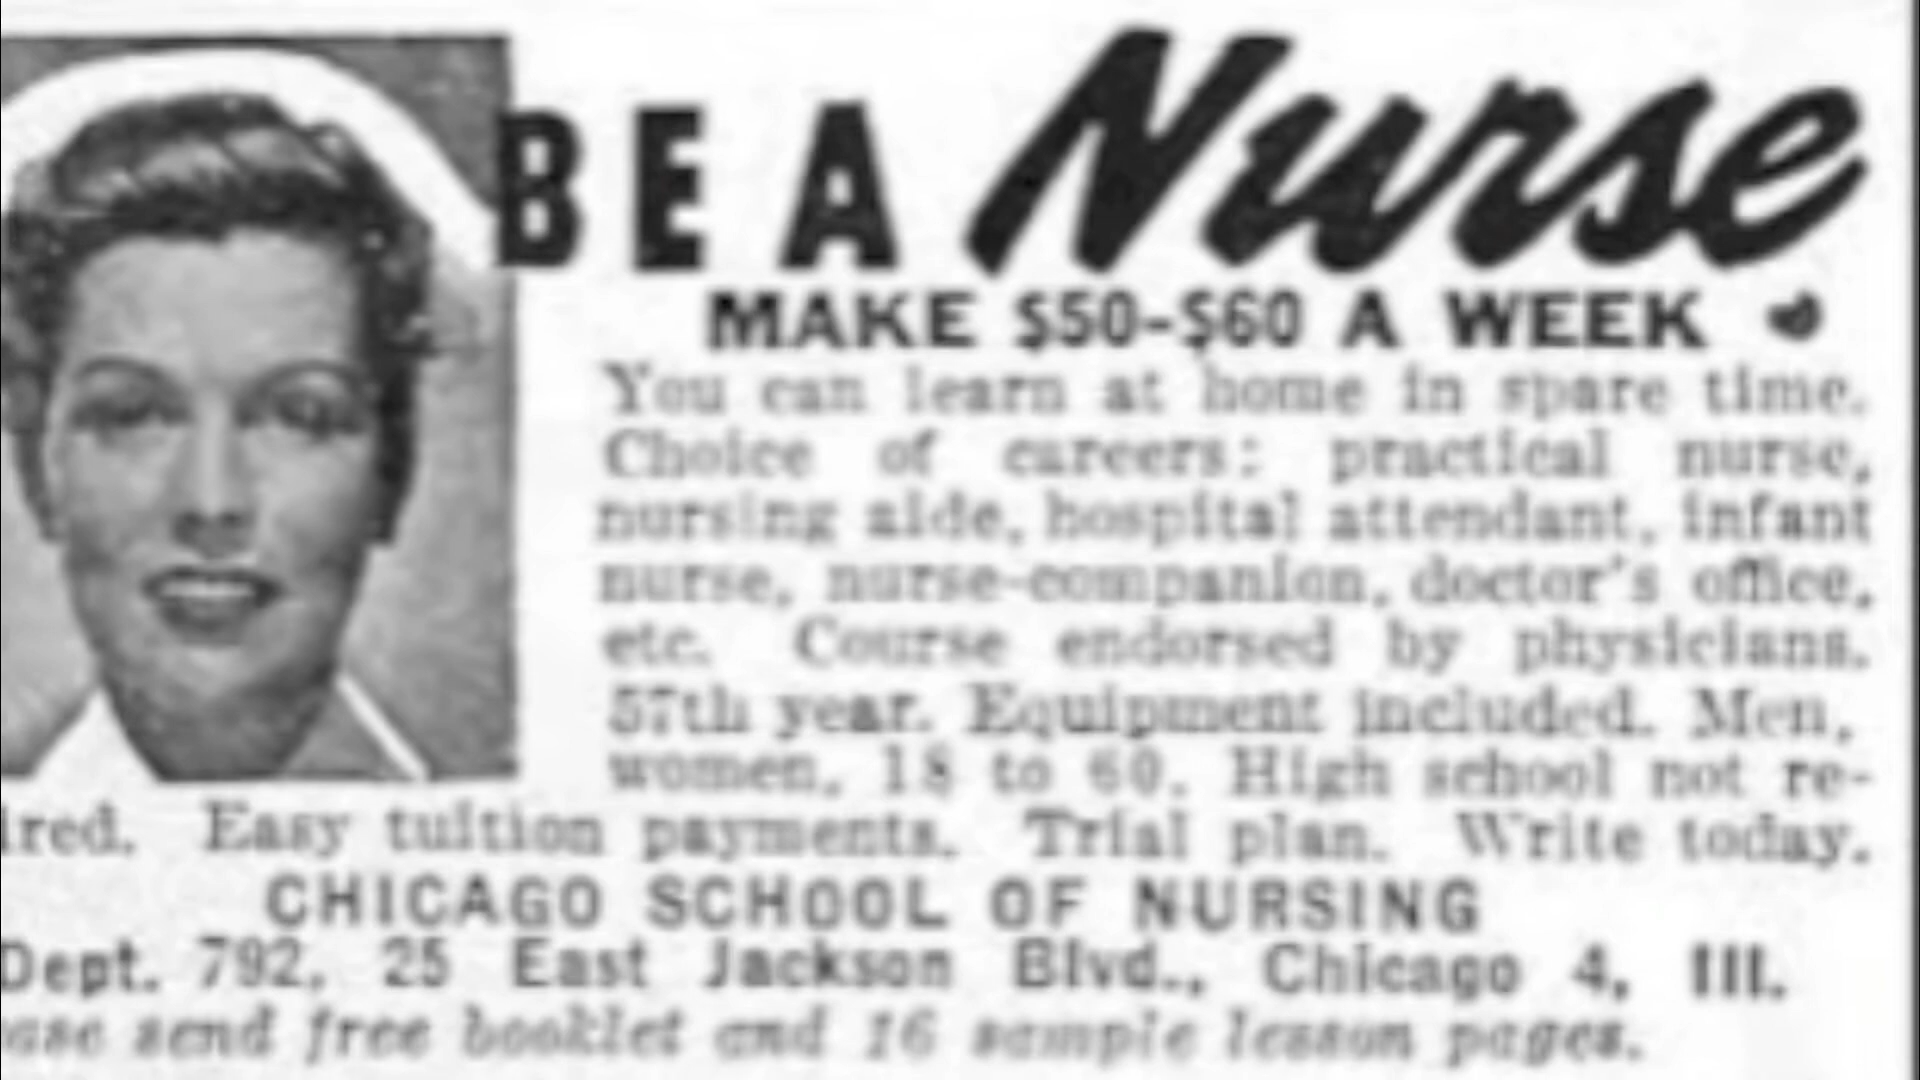 BE A Nurse
MAKE $50-$60 A WEEK
You can learn at home in spare time.
Choice of careers: practical nurse,
nursing aide, hospital attendant, infant
nurse, nurse-companion, doctor's office,
etc. Course endorsed by physicians.
57th year. Equipment included. Men,
women, 18 to 60. High school not re-
ired. Easy tuition payments. Trial plan. Write today.
CHICAGO SCHOOL OF NURSING
Dept. 792, 25 East Jackson Blvd., Chicago 4, Ill.
ase send free booklet and 16 sample lesson pages.